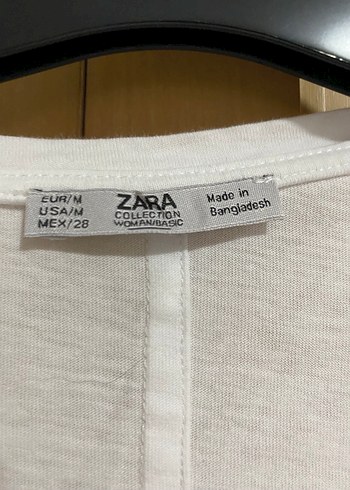 EUR/M
USA/M
MEX/28
ZARA
COLLECTION
WOMAN/BASIC
Made in
Bangladesh